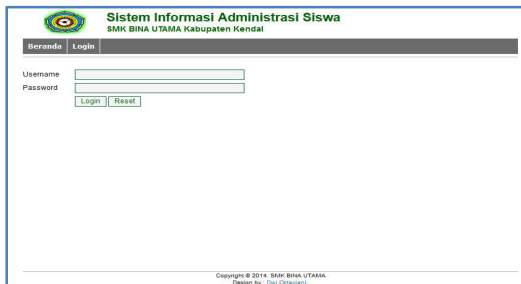 Sistem Informasi Administrasi Siswa
SMK BINA UTAMA Kabupaten Kendal
Beranda Login
Username
Password
Login Reset
Copyright © 2014. SMK BINA UTAMA
Design by : Dwi Oktaviani